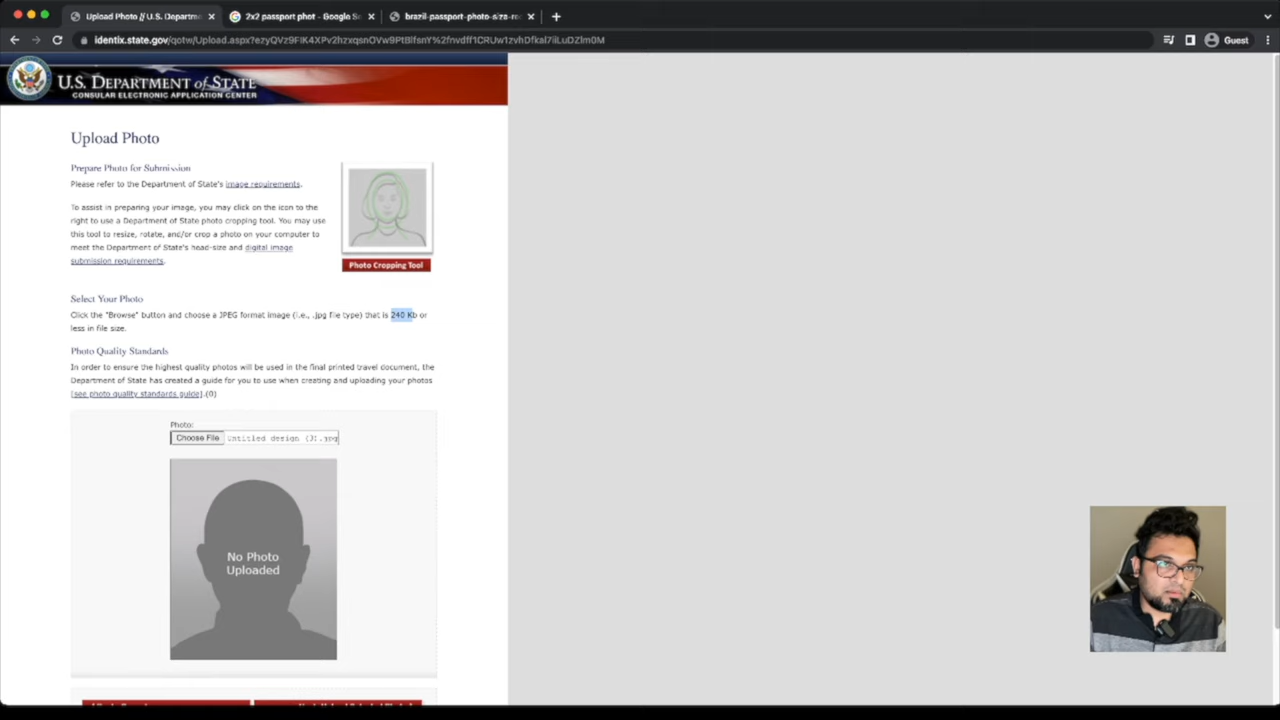 Upload Photo // U.S. Departme
2x2 passport phot - Google Se
brazil-passport-photo-size-re
Guest
U.S. DEPARTMENT of STATE
CONSULAR ELECTRONIC APPLICATION CENTER
Upload Photo
Prepare Photo for Submission
Please refer to the Department of State's image requirements.
To assist in preparing your image, you may click on the icon to the
right to use a Department of State photo cropping tool. You may use
this tool to resize, rotate, and/or crop a photo on your computer to
meet the Department of State's head-size and digital image
submission requirements.
Photo Cropping Tool
Select Your Photo
Click the "Browse" button and choose a JPEG format image (i.e., .jpg file type) that is 240 Kb or
less in file size.
Photo Quality Standards
In order to ensure the highest quality photos will be used in the final printed travel document, the
Department of State has created a guide for you to use when creating and uploading your photos
[see photo quality standards guide].(0)
Photo:
Choose File Untitled design (3).jpg
No Photo
Uploaded